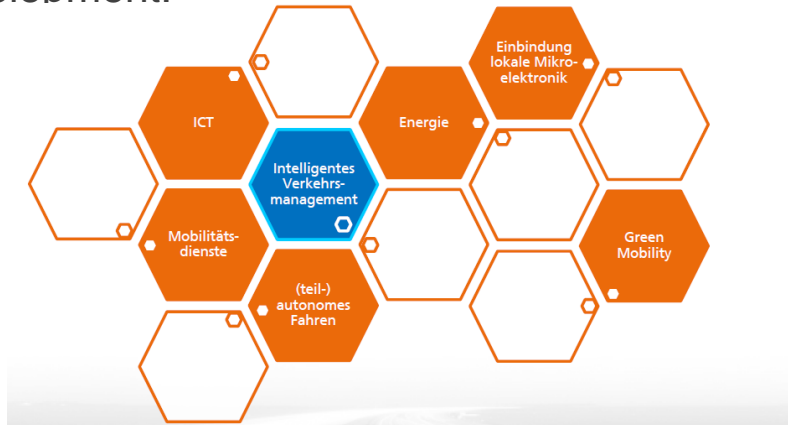 Einbindung
lokale Mikro-
elektronik
ICT
Energie
Intelligentes
Verkehrs-
management
Mobilitäts-
dienste
Green
Mobility
(teil-)
autonomes
Fahren